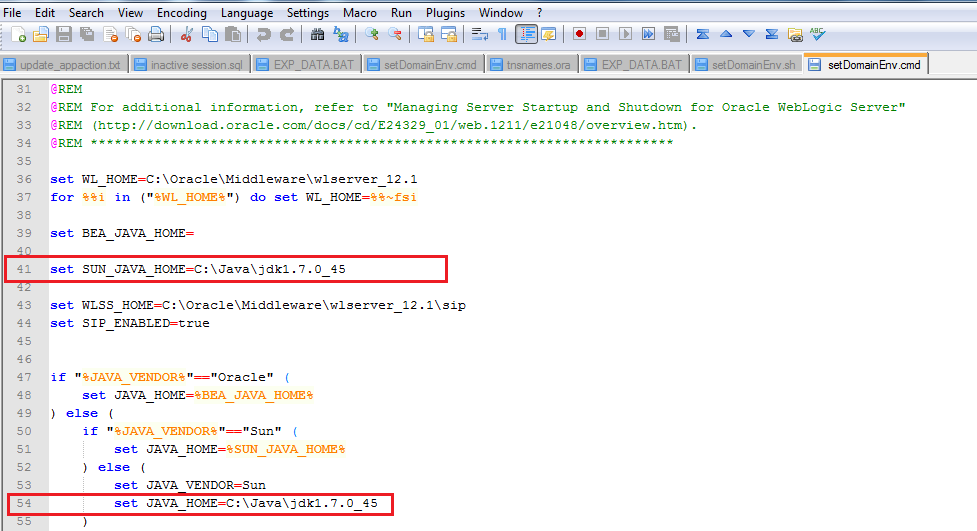 File Edit Search View Encoding Language Settings Macro Run Plugins Window ?
update_appaction.txt inactive session.sql EXP_DATA.BAT setDomainEnv.cmd tnsnames.ora EXP_DATA.BAT setDomainEnv.sh setDomainEnv.cmd
31 @REM
32 @REM For additional information, refer to "Managing Server Startup and Shutdown for Oracle WebLogic Server"
33 @REM (http://download.oracle.com/docs/cd/E24329_01/web.1211/e21048/overview.htm).
34 @REM *************************************************************************
35
36 set WL_HOME=C:\Oracle\Middleware\wlserver_12.1
37 for %%i in ("%WL_HOME%") do set WL_HOME=%%~fsi
38
39 set BEA_JAVA_HOME=
40
41 set SUN_JAVA_HOME=C:\Java\jdk1.7.0_45
42
43 set WLSS_HOME=C:\Oracle\Middleware\wlserver_12.1\sip
44 set SIP_ENABLED=true
45
46
47 if "%JAVA_VENDOR%"=="Oracle" (
48 set JAVA_HOME=%BEA_JAVA_HOME%
49 ) else (
50 if "%JAVA_VENDOR%"=="Sun" (
51 set JAVA_HOME=%SUN_JAVA_HOME%
52 ) else (
53 set JAVA_VENDOR=Sun
54 set JAVA_HOME=C:\Java\jdk1.7.0_45
55 )